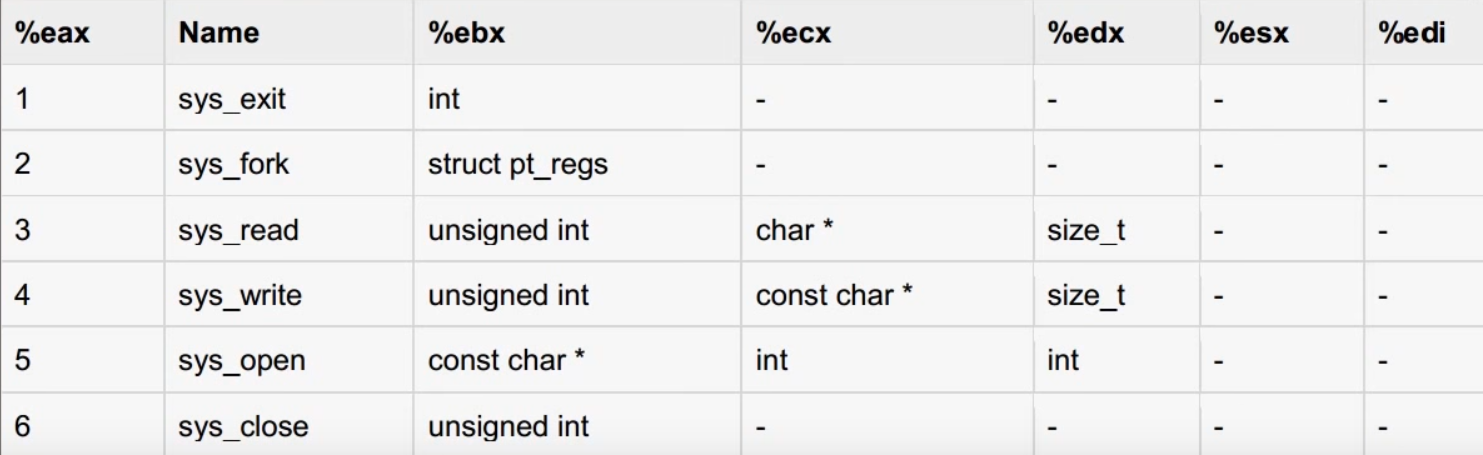 %eax Name %ebx %ecx %edx %esx %edi
1 sys_exit int - - - -
2 sys_fork struct pt_regs - - - -
3 sys_read unsigned int char * size_t - -
4 sys_write unsigned int const char * size_t - -
5 sys_open const char * int int - -
6 sys_close unsigned int - - - -